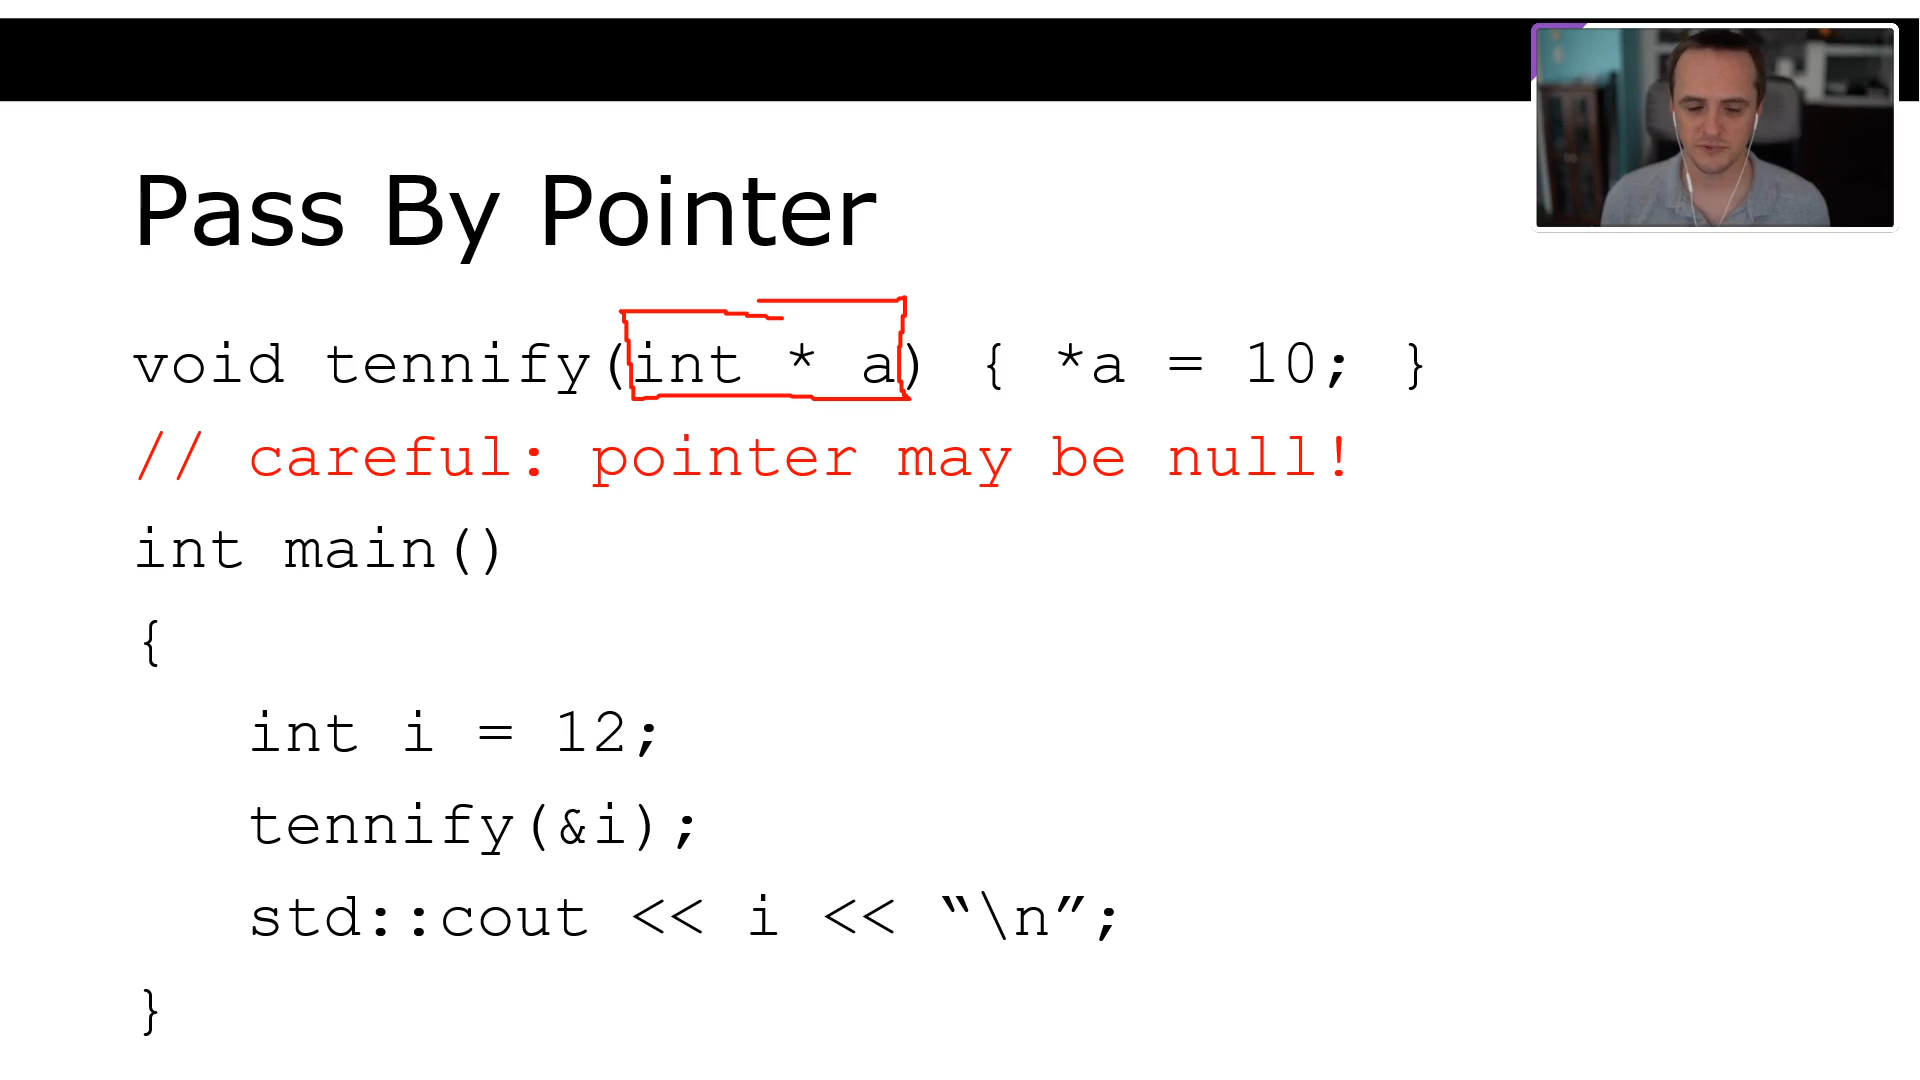 Pass By Pointer
void tennify(int * a) { *a = 10; }
// careful: pointer may be null!
int main()
{
int i = 12;
tennify(&i);
std::cout << i << “\n”;
}